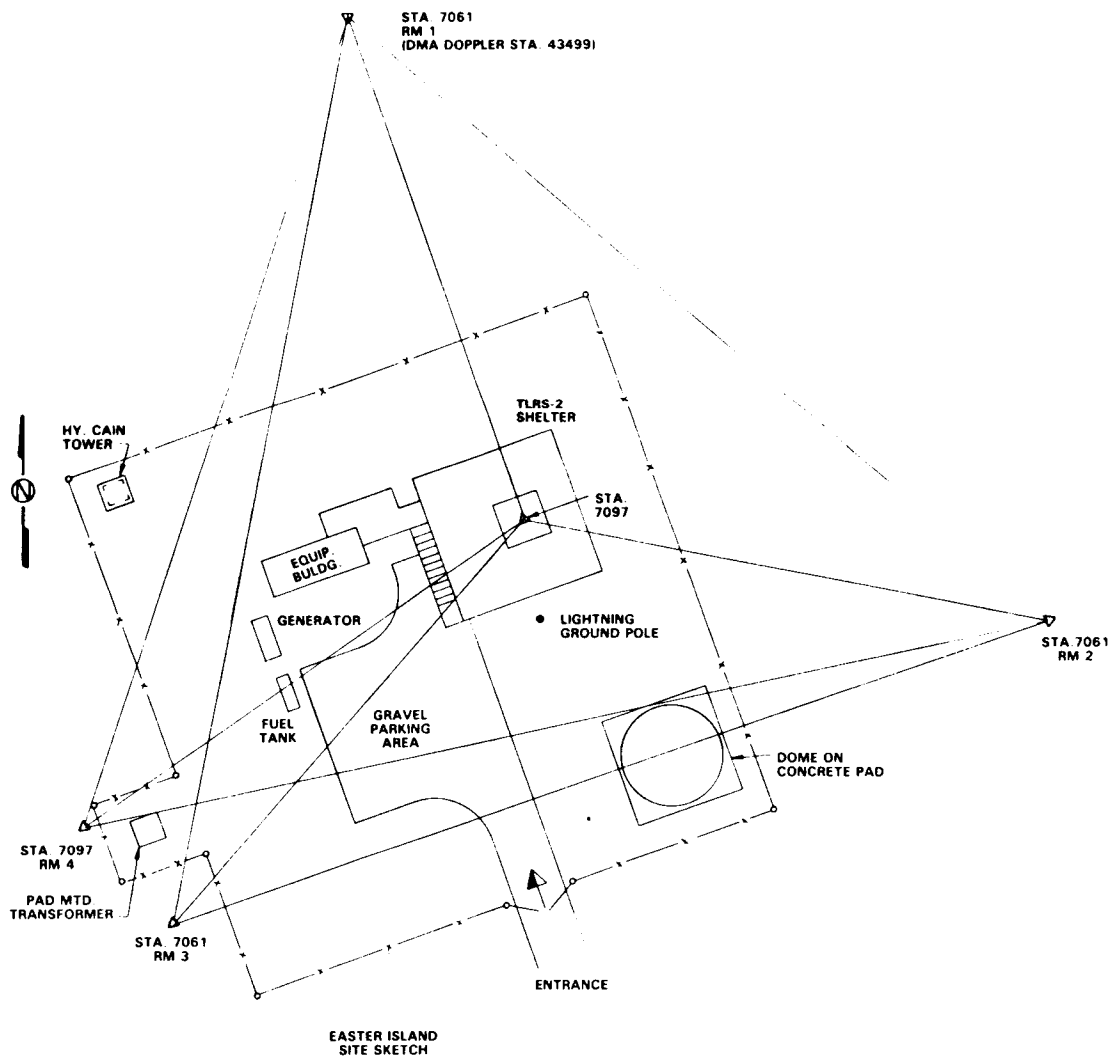 STA. 7061
RM 1
(DMA DOPPLER STA. 43499)
TLRS-2
SHELTER
HY. CAIN
TOWER
N
STA.
7097
EQUIP.
BULDG.
GENERATOR
LIGHTNING
GROUND POLE
STA.7061
RM 2
FUEL
TANK
GRAVEL
PARKING
AREA
DOME ON
CONCRETE PAD
STA. 7097
RM 4
PAD MTD.
TRANSFORMER
STA. 7061
RM 3
ENTRANCE
EASTER ISLAND
SITE SKETCH